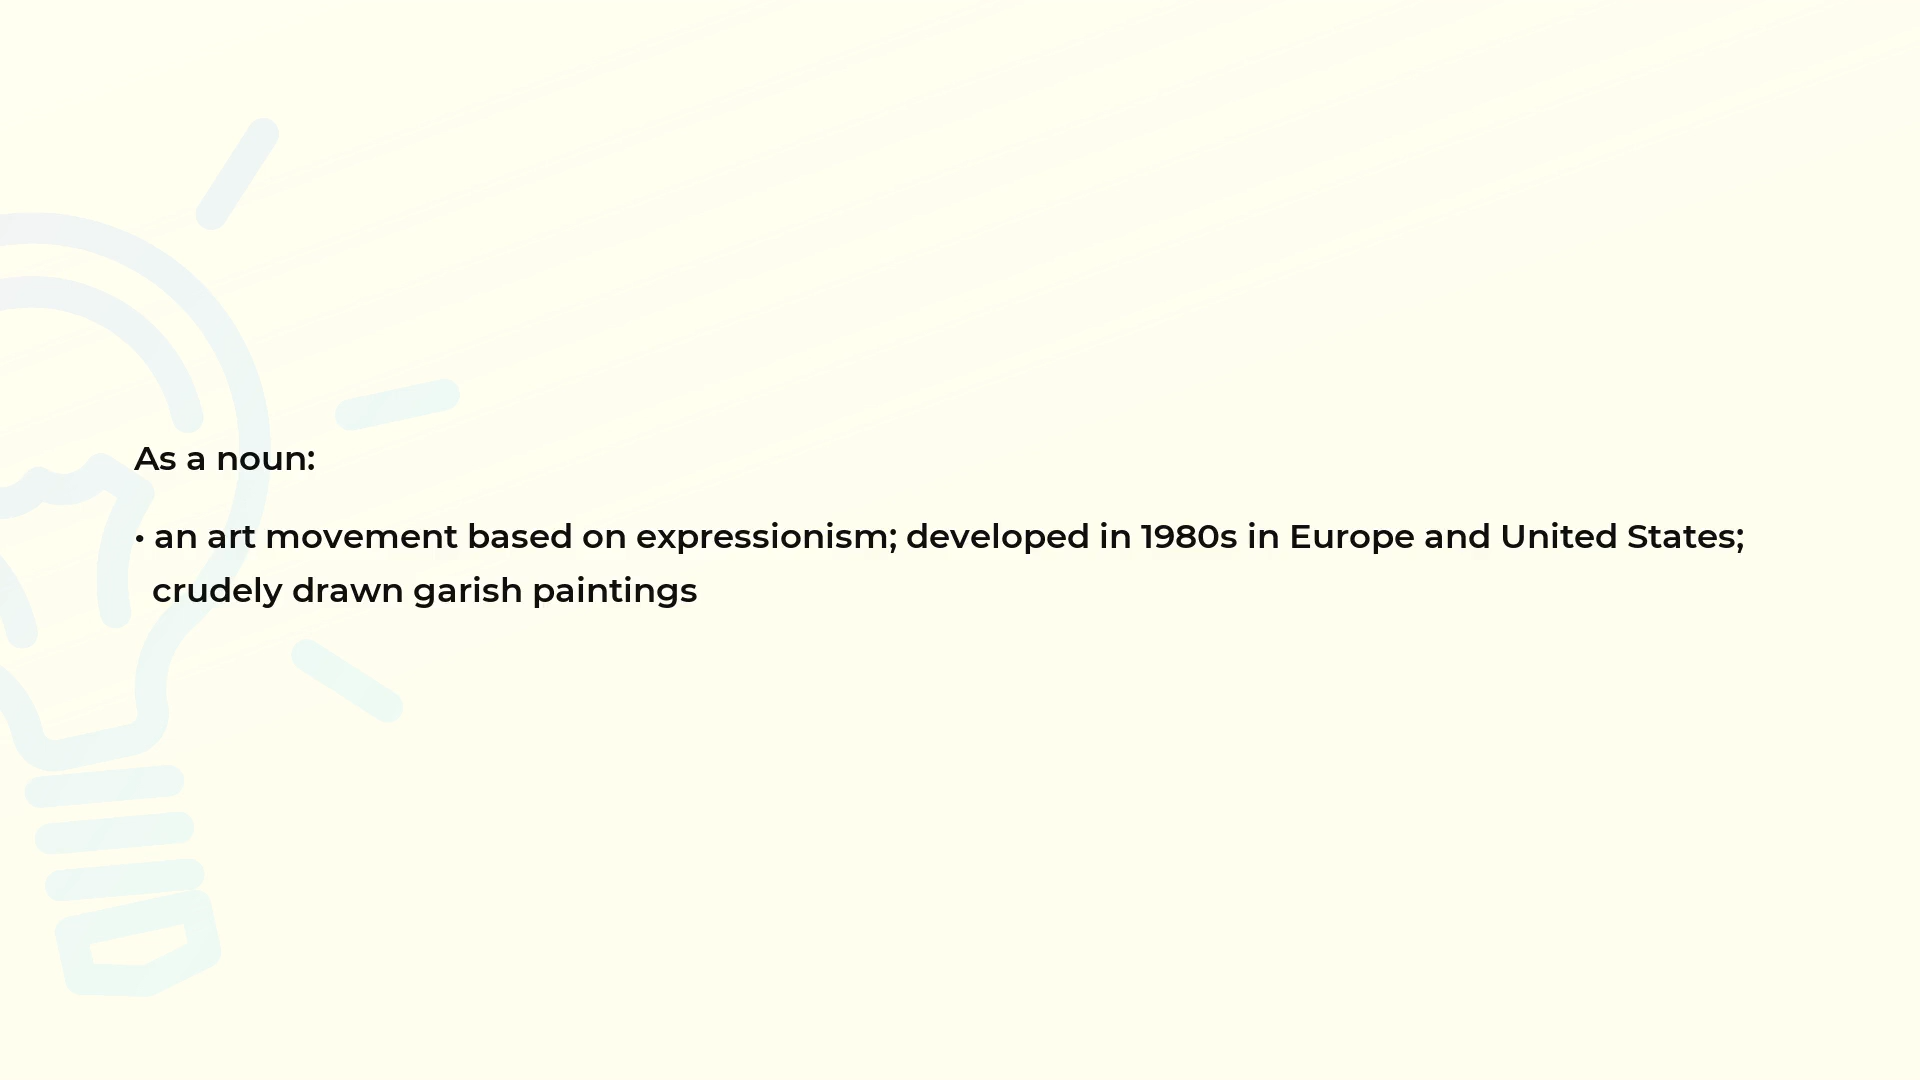 As a noun:
• an art movement based on expressionism; developed in 1980s in Europe and United States;
crudely drawn garish paintings